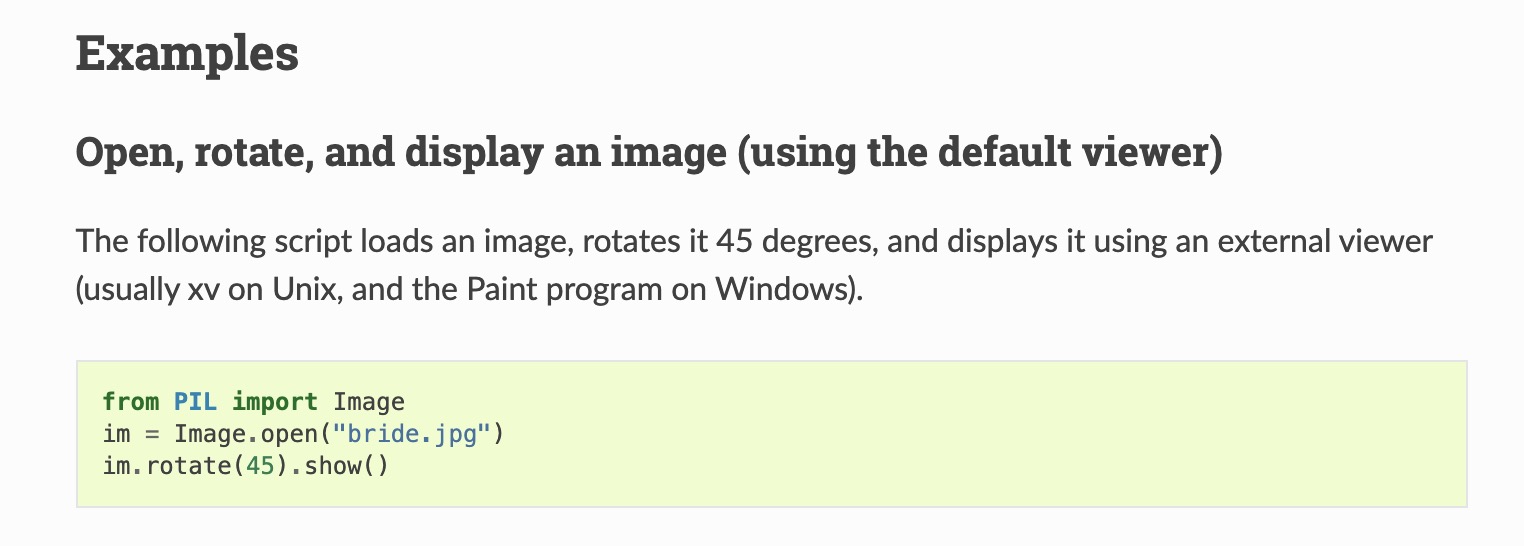 Examples
Open, rotate, and display an image (using the default viewer)
The following script loads an image, rotates it 45 degrees, and displays it using an external viewer
(usually xv on Unix, and the Paint program on Windows).
from PIL import Image
im = Image.open("bride.jpg")
im.rotate(45).show()